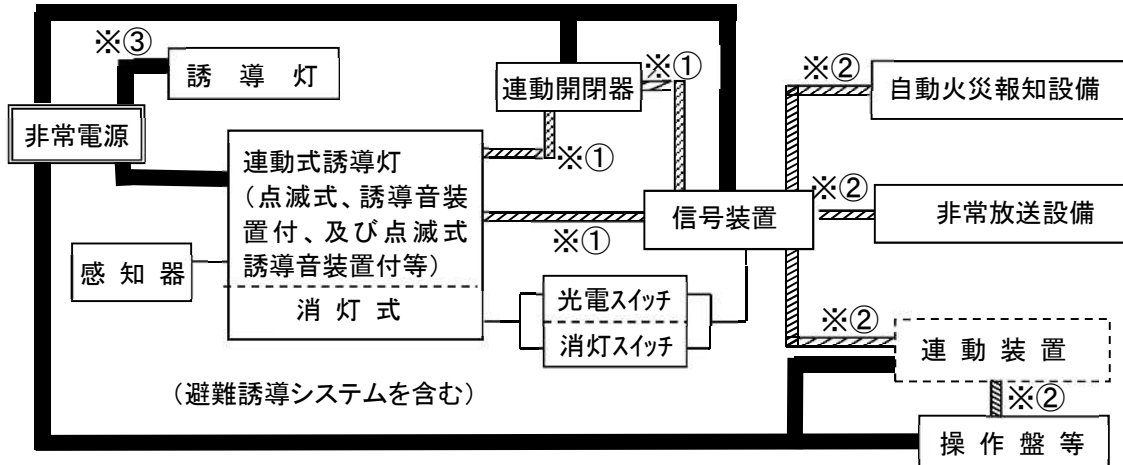 ※③
誘導灯
連動開閉器
※①
※②
自動火災報知設備
非常電源
連動式誘導灯
(点滅式、誘導音装
置付、及び点滅式
誘導音装置付等)
消灯式
※①
※①
信号装置
※②
非常放送設備
感知器
光電スイッチ
消灯スイッチ
※②
連動装置
(避難誘導システムを含む)
※②
操作盤等